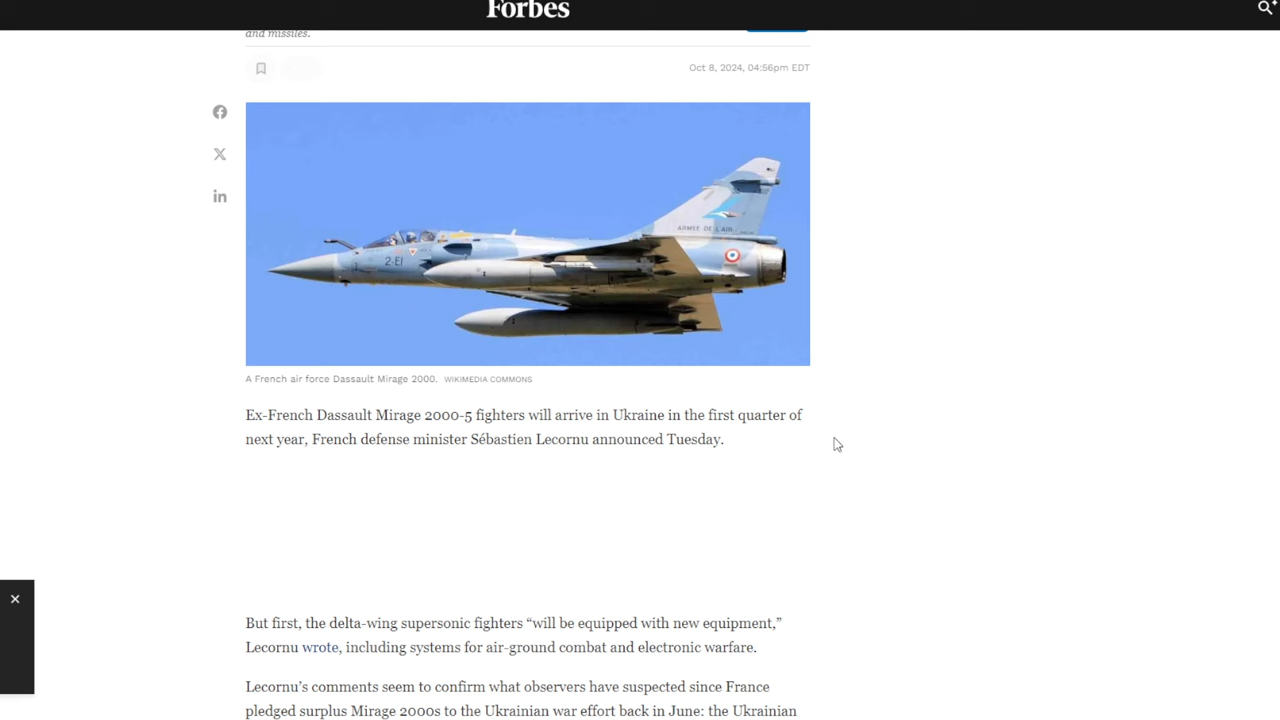 Forbes
and missiles.
Oct 8, 2024, 04:56pm EDT
2-EI
ARMEE DE L'AIR
A French air force Dassault Mirage 2000. WIKIMEDIA COMMONS
Ex-French Dassault Mirage 2000-5 fighters will arrive in Ukraine in the first quarter of
next year, French defense minister Sébastien Lecornu announced Tuesday.
But first, the delta-wing supersonic fighters “will be equipped with new equipment,”
Lecornu wrote, including systems for air-ground combat and electronic warfare.
Lecornu’s comments seem to confirm what observers have suspected since France
pledged surplus Mirage 2000s to the Ukrainian war effort back in June: the Ukrainian